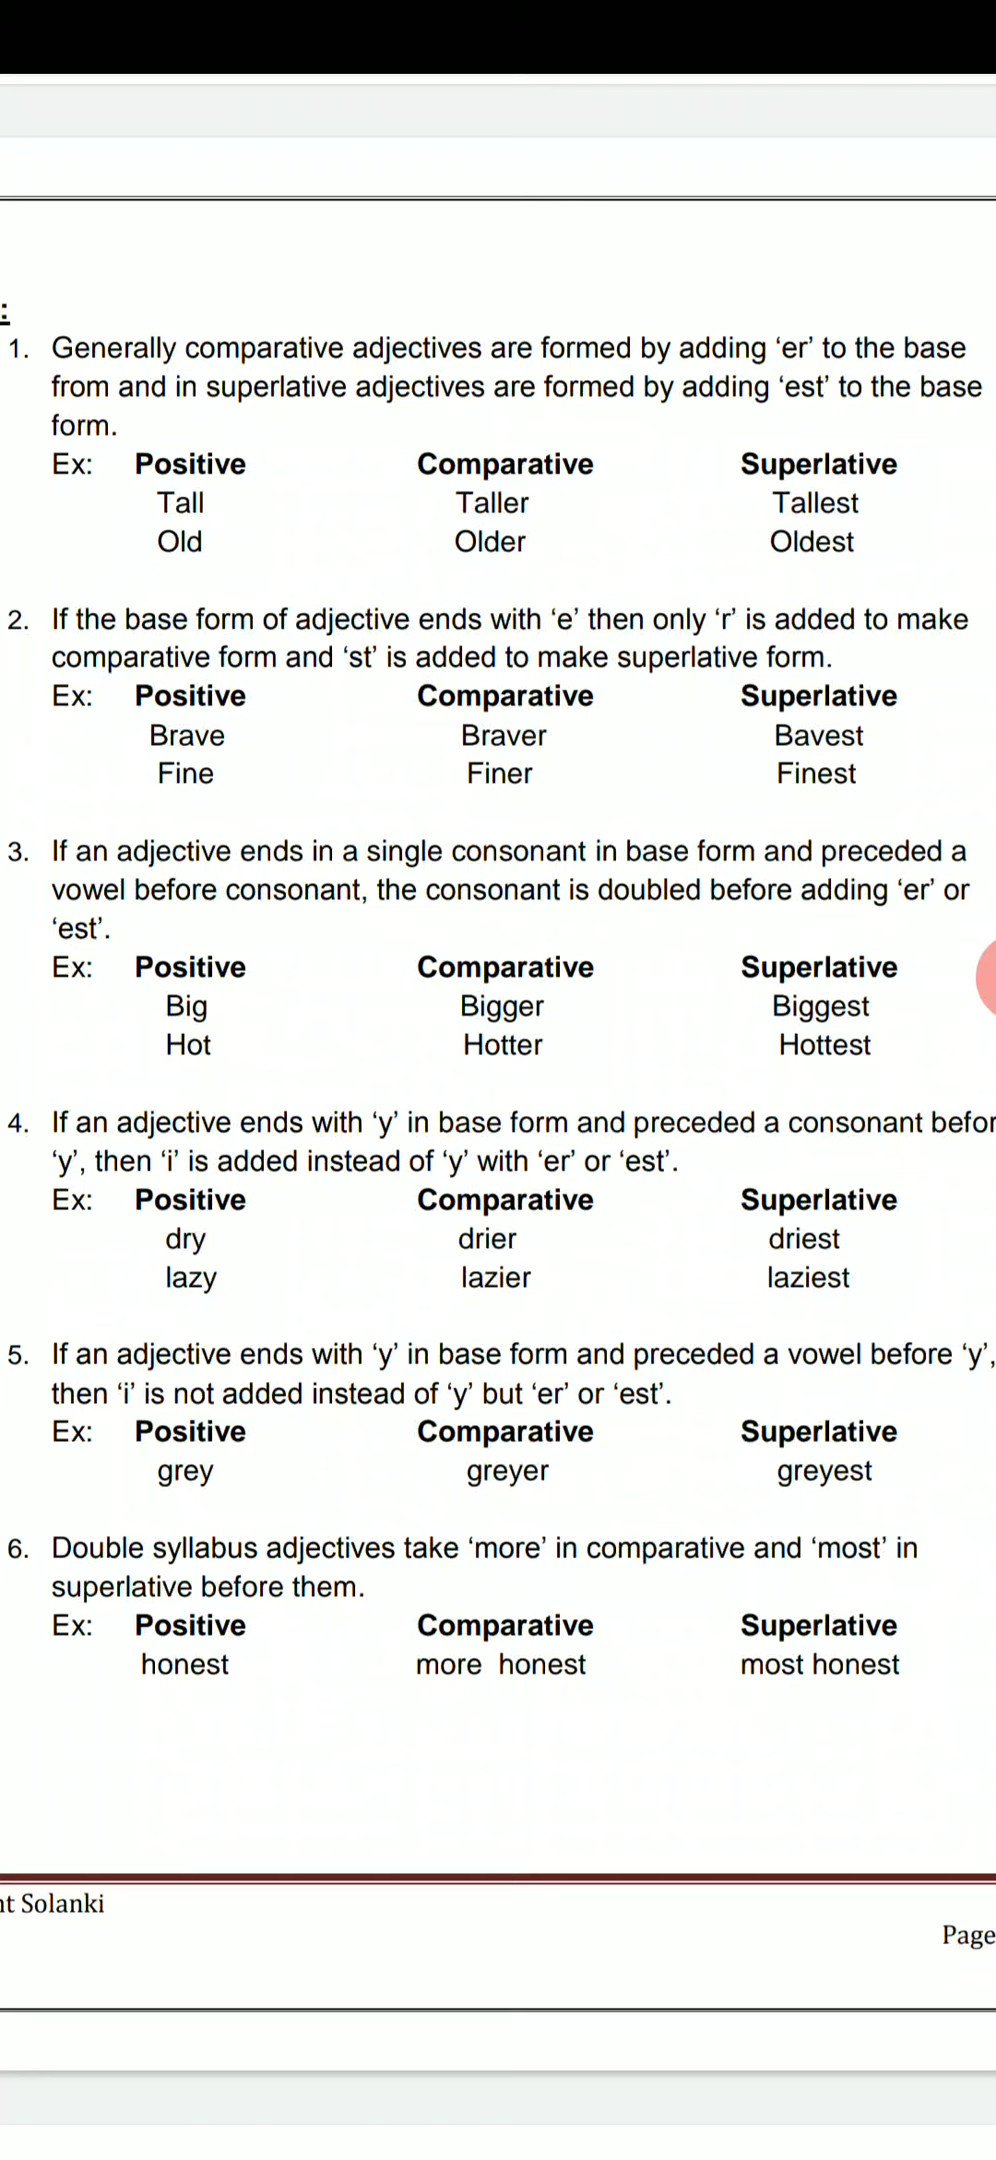 :
1. Generally comparative adjectives are formed by adding ‘er’ to the base
from and in superlative adjectives are formed by adding ‘est’ to the base
form.
Ex: Positive Comparative Superlative
Tall Taller Tallest
Old Older Oldest
2. If the base form of adjective ends with ‘e’ then only ‘r’ is added to make
comparative form and ‘st’ is added to make superlative form.
Ex: Positive Comparative Superlative
Brave Braver Bavest
Fine Finer Finest
3. If an adjective ends in a single consonant in base form and preceded a
vowel before consonant, the consonant is doubled before adding ‘er’ or
‘est’.
Ex: Positive Comparative Superlative
Big Bigger Biggest
Hot Hotter Hottest
4. If an adjective ends with ‘y’ in base form and preceded a consonant befor
‘y’, then ‘i’ is added instead of ‘y’ with ‘er’ or ‘est’.
Ex: Positive Comparative Superlative
dry drier driest
lazy lazier laziest
5. If an adjective ends with ‘y’ in base form and preceded a vowel before ‘y’,
then ‘i’ is not added instead of ‘y’ but ‘er’ or ‘est’.
Ex: Positive Comparative Superlative
grey greyer greyest
6. Double syllabus adjectives take ‘more’ in comparative and ‘most’ in
superlative before them.
Ex: Positive Comparative Superlative
honest more honest most honest
nt Solanki
Page